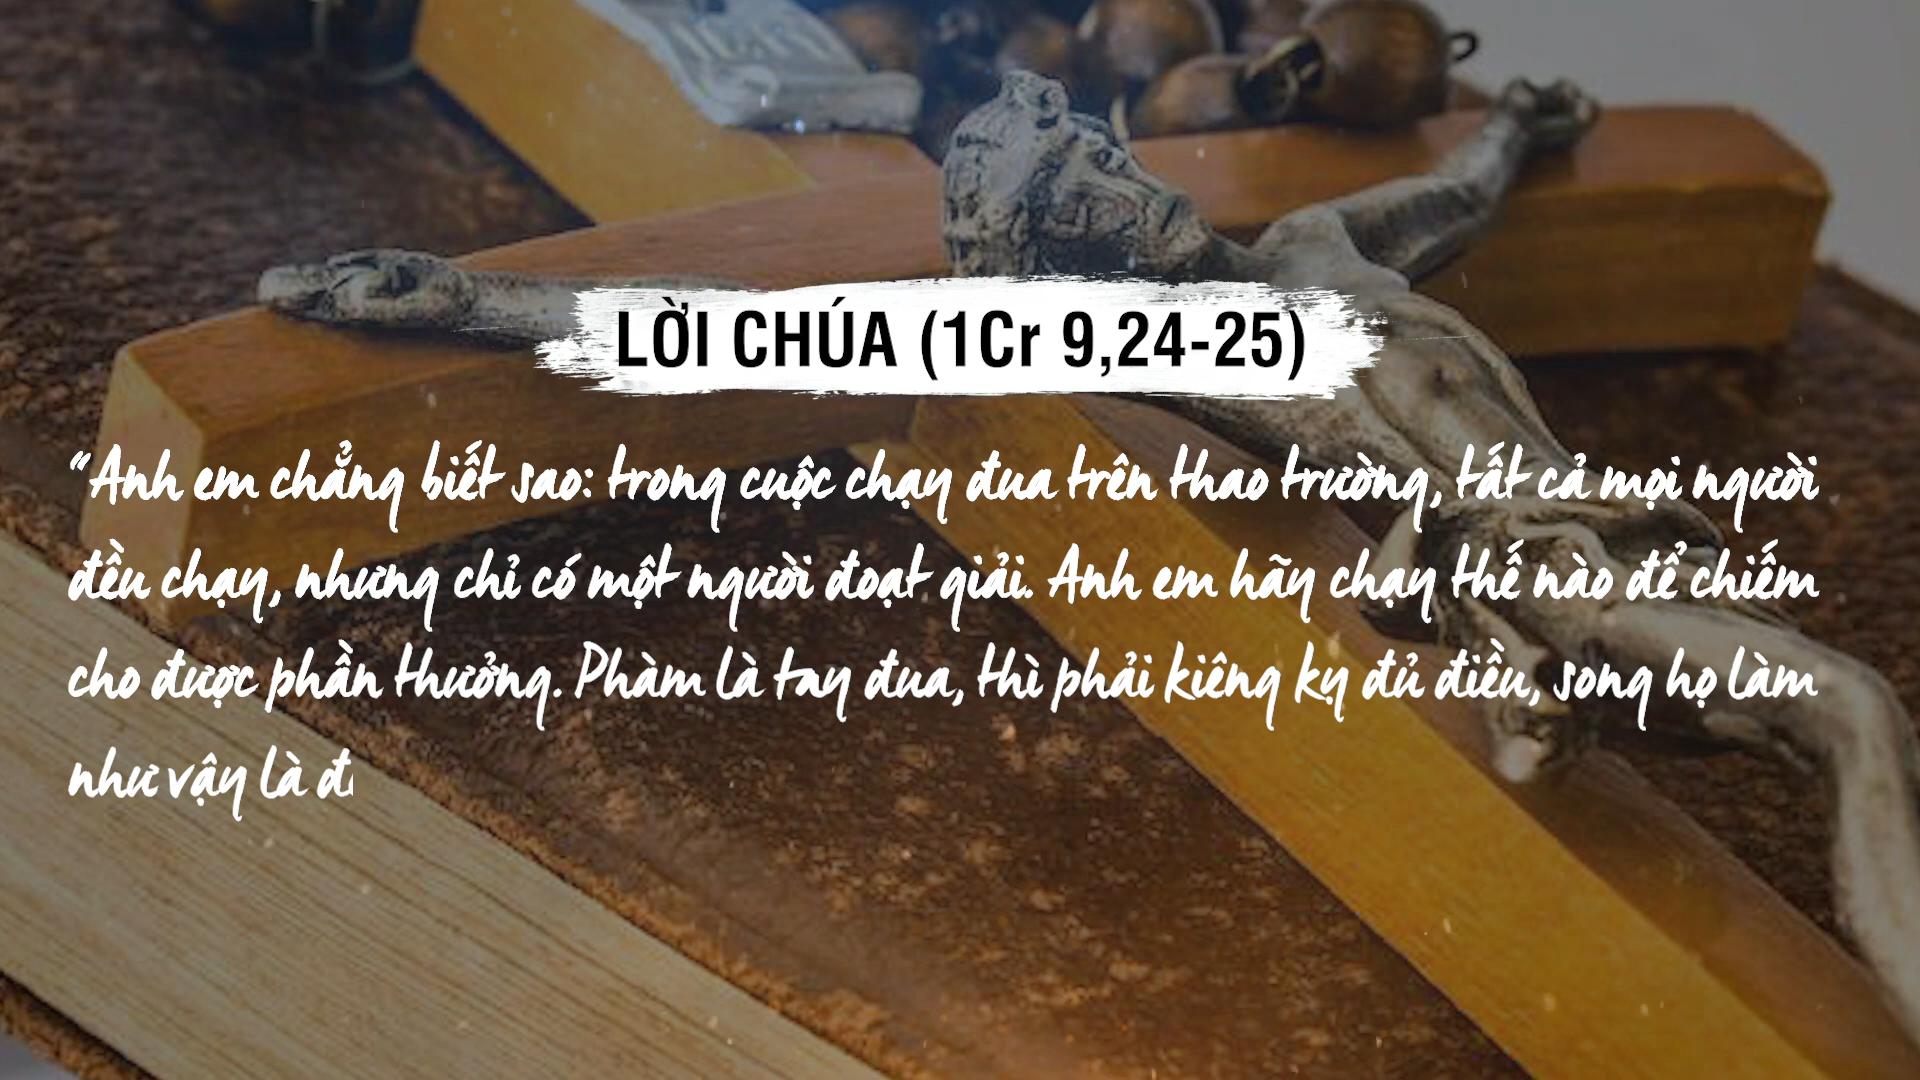 LỜI CHÚA (1Cr 9,24-25)
“Anh em chẳng biết sao: trong cuộc chạy đua trên thao trường, tất cả mọi người
đều chạy, nhưng chỉ có một người đoạt giải. Anh em hãy chạy thế nào để chiếm
cho được phần thưởng. Phàm là tay đua, thì phải kiêng kỵ đủ điều, song họ làm
như vậy là